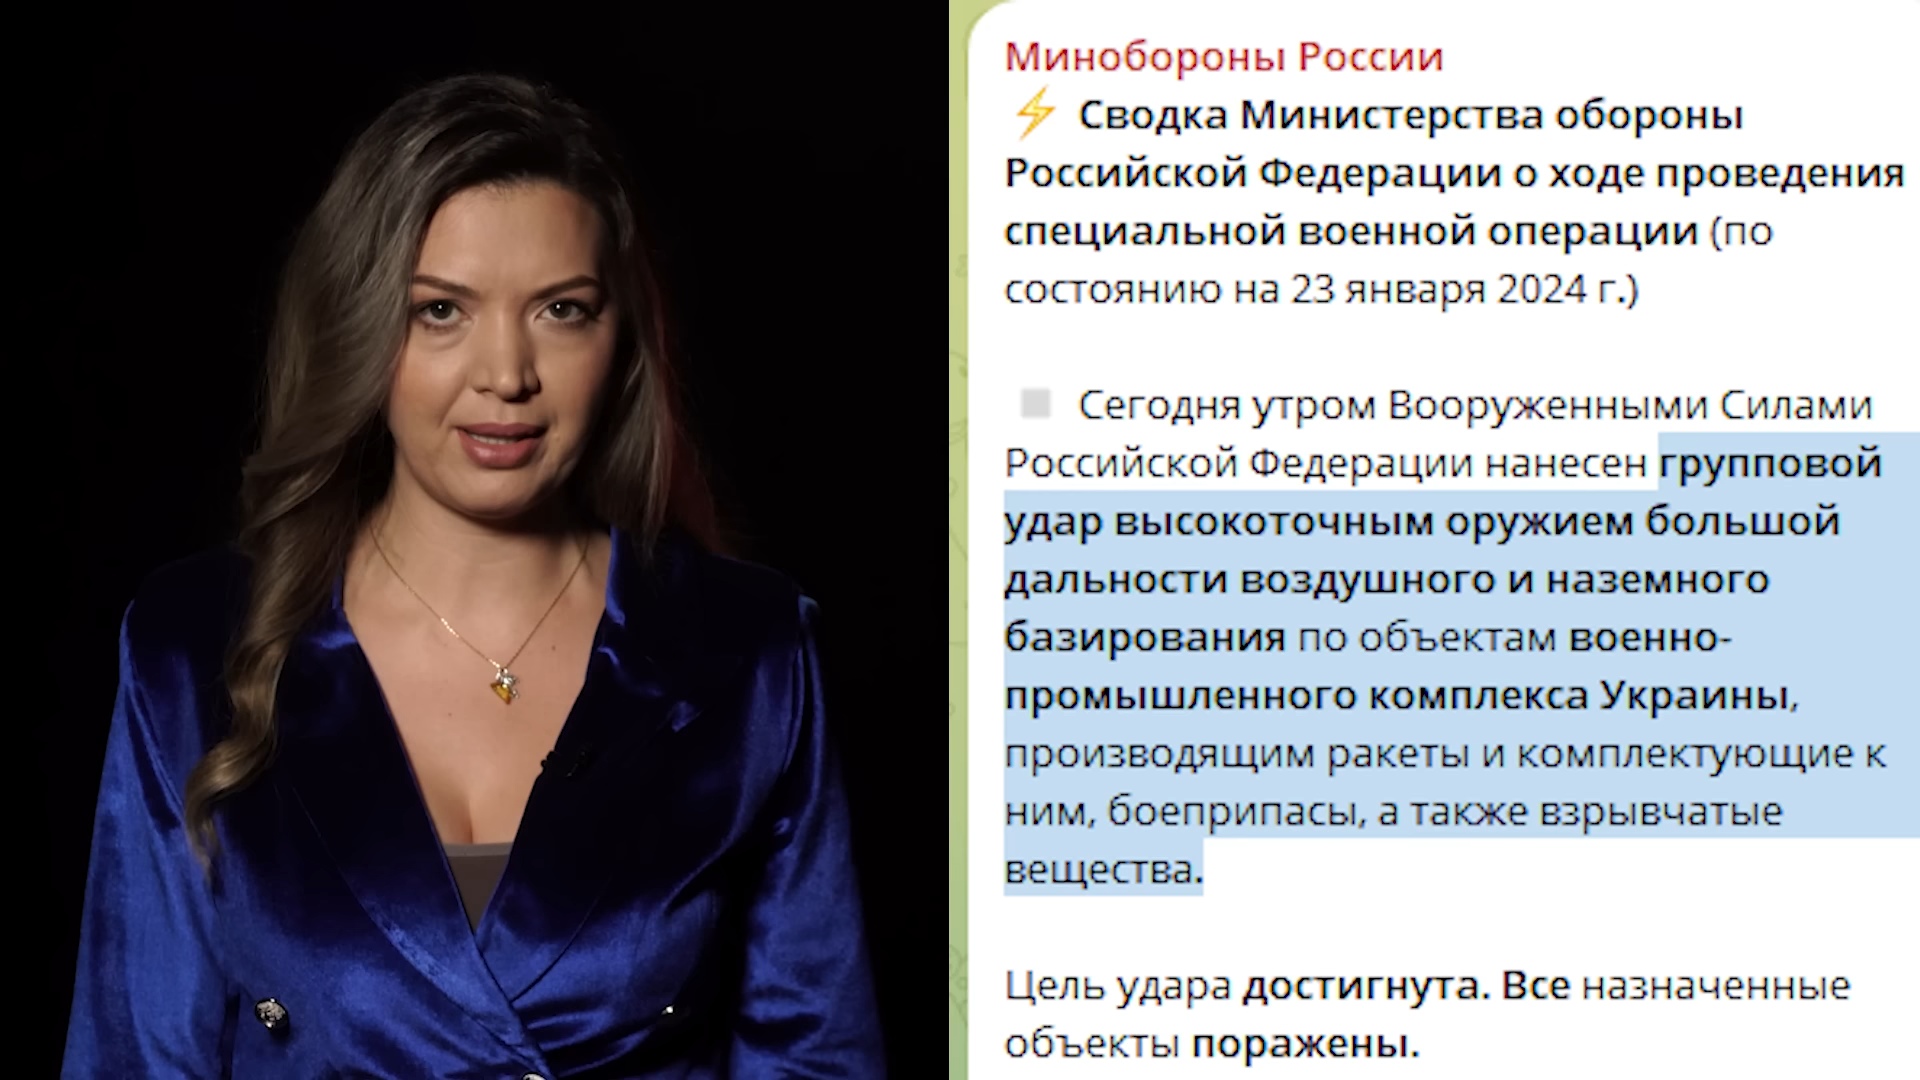 Минобороны России
⚡ Сводка Министерства обороны
Российской Федерации о ходе проведения
специальной военной операции (по
состоянию на 23 января 2024 г.)
Сегодня утром Вооруженными Силами
Российской Федерации нанесен групповой
удар высокоточным оружием большой
дальности воздушного и наземного
базирования по объектам военно-
промышленного комплекса Украины,
производящим ракеты и комплектующие к
ним, боеприпасы, а также взрывчатые
вещества.
Цель удара достигнута. Все назначенные
объекты поражены.